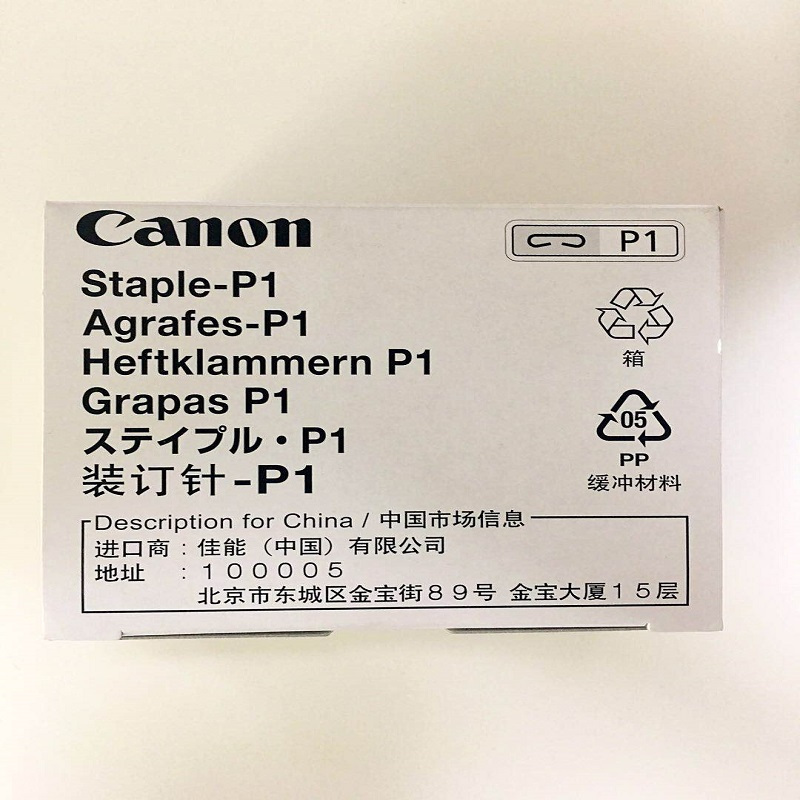 Canon
P1
Staple-P1
Agrafes-P1
Heftklammern P1
Grapas P1
ステイプル・P1
装订针-P1
箱
05
PP
缓冲材料
Description for China / 中国市场信息
进口商：佳能（中国）有限公司
地址　：１００００５
北京市东城区金宝街８９号 金宝大厦１５层